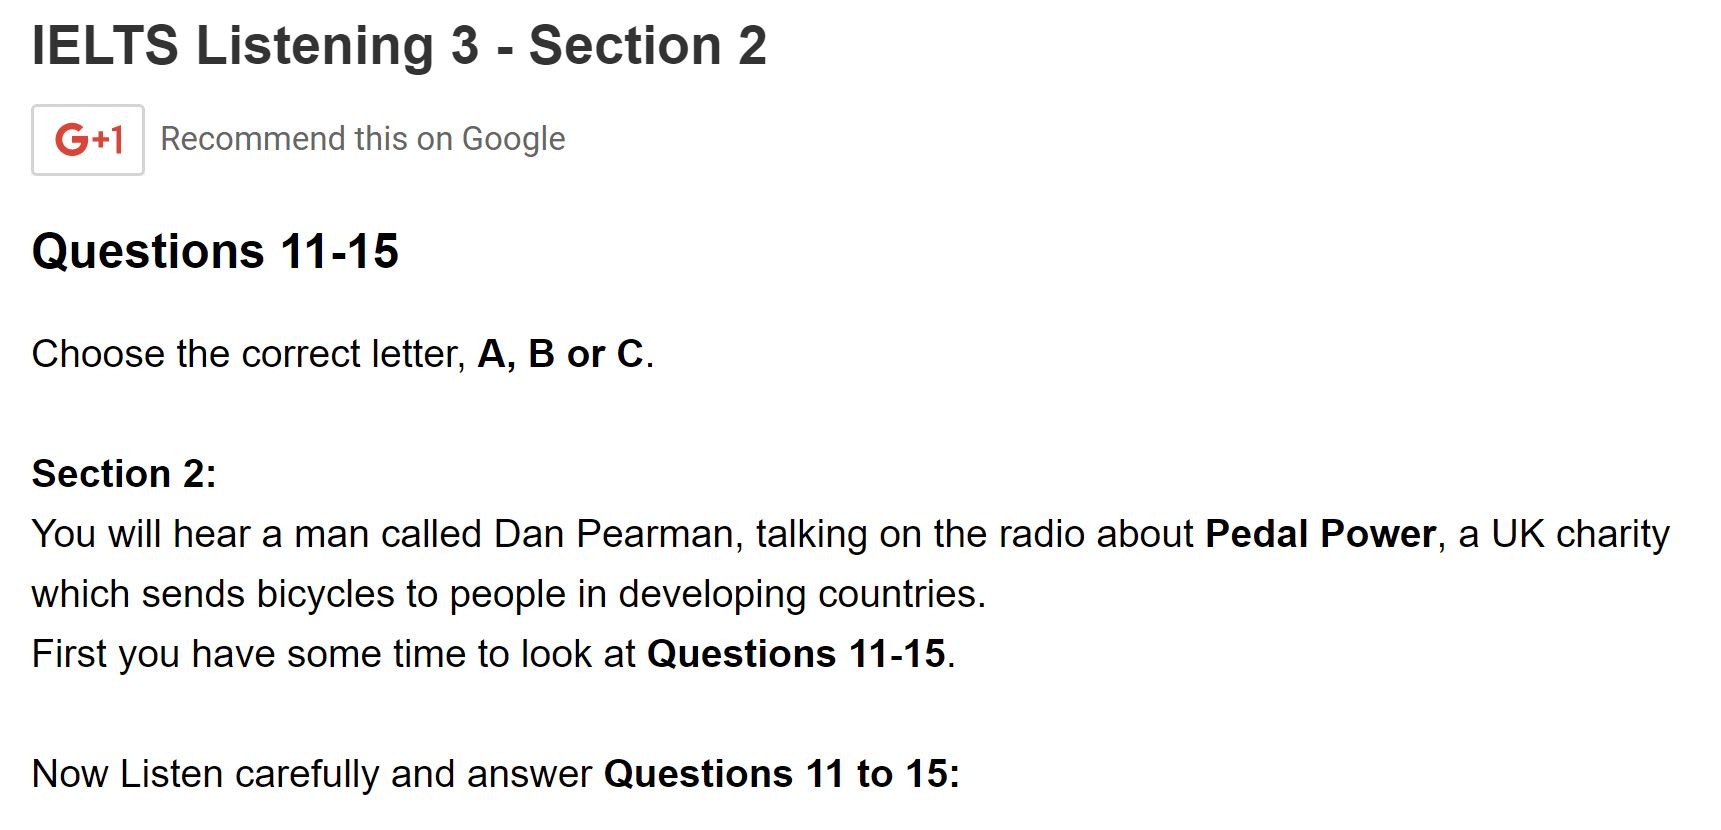 IELTS Listening 3 - Section 2
G+1 Recommend this on Google
Questions 11-15
Choose the correct letter, A, B or C.
Section 2:
You will hear a man called Dan Pearman, talking on the radio about Pedal Power, a UK charity
which sends bicycles to people in developing countries.
First you have some time to look at Questions 11-15.
Now Listen carefully and answer Questions 11 to 15: